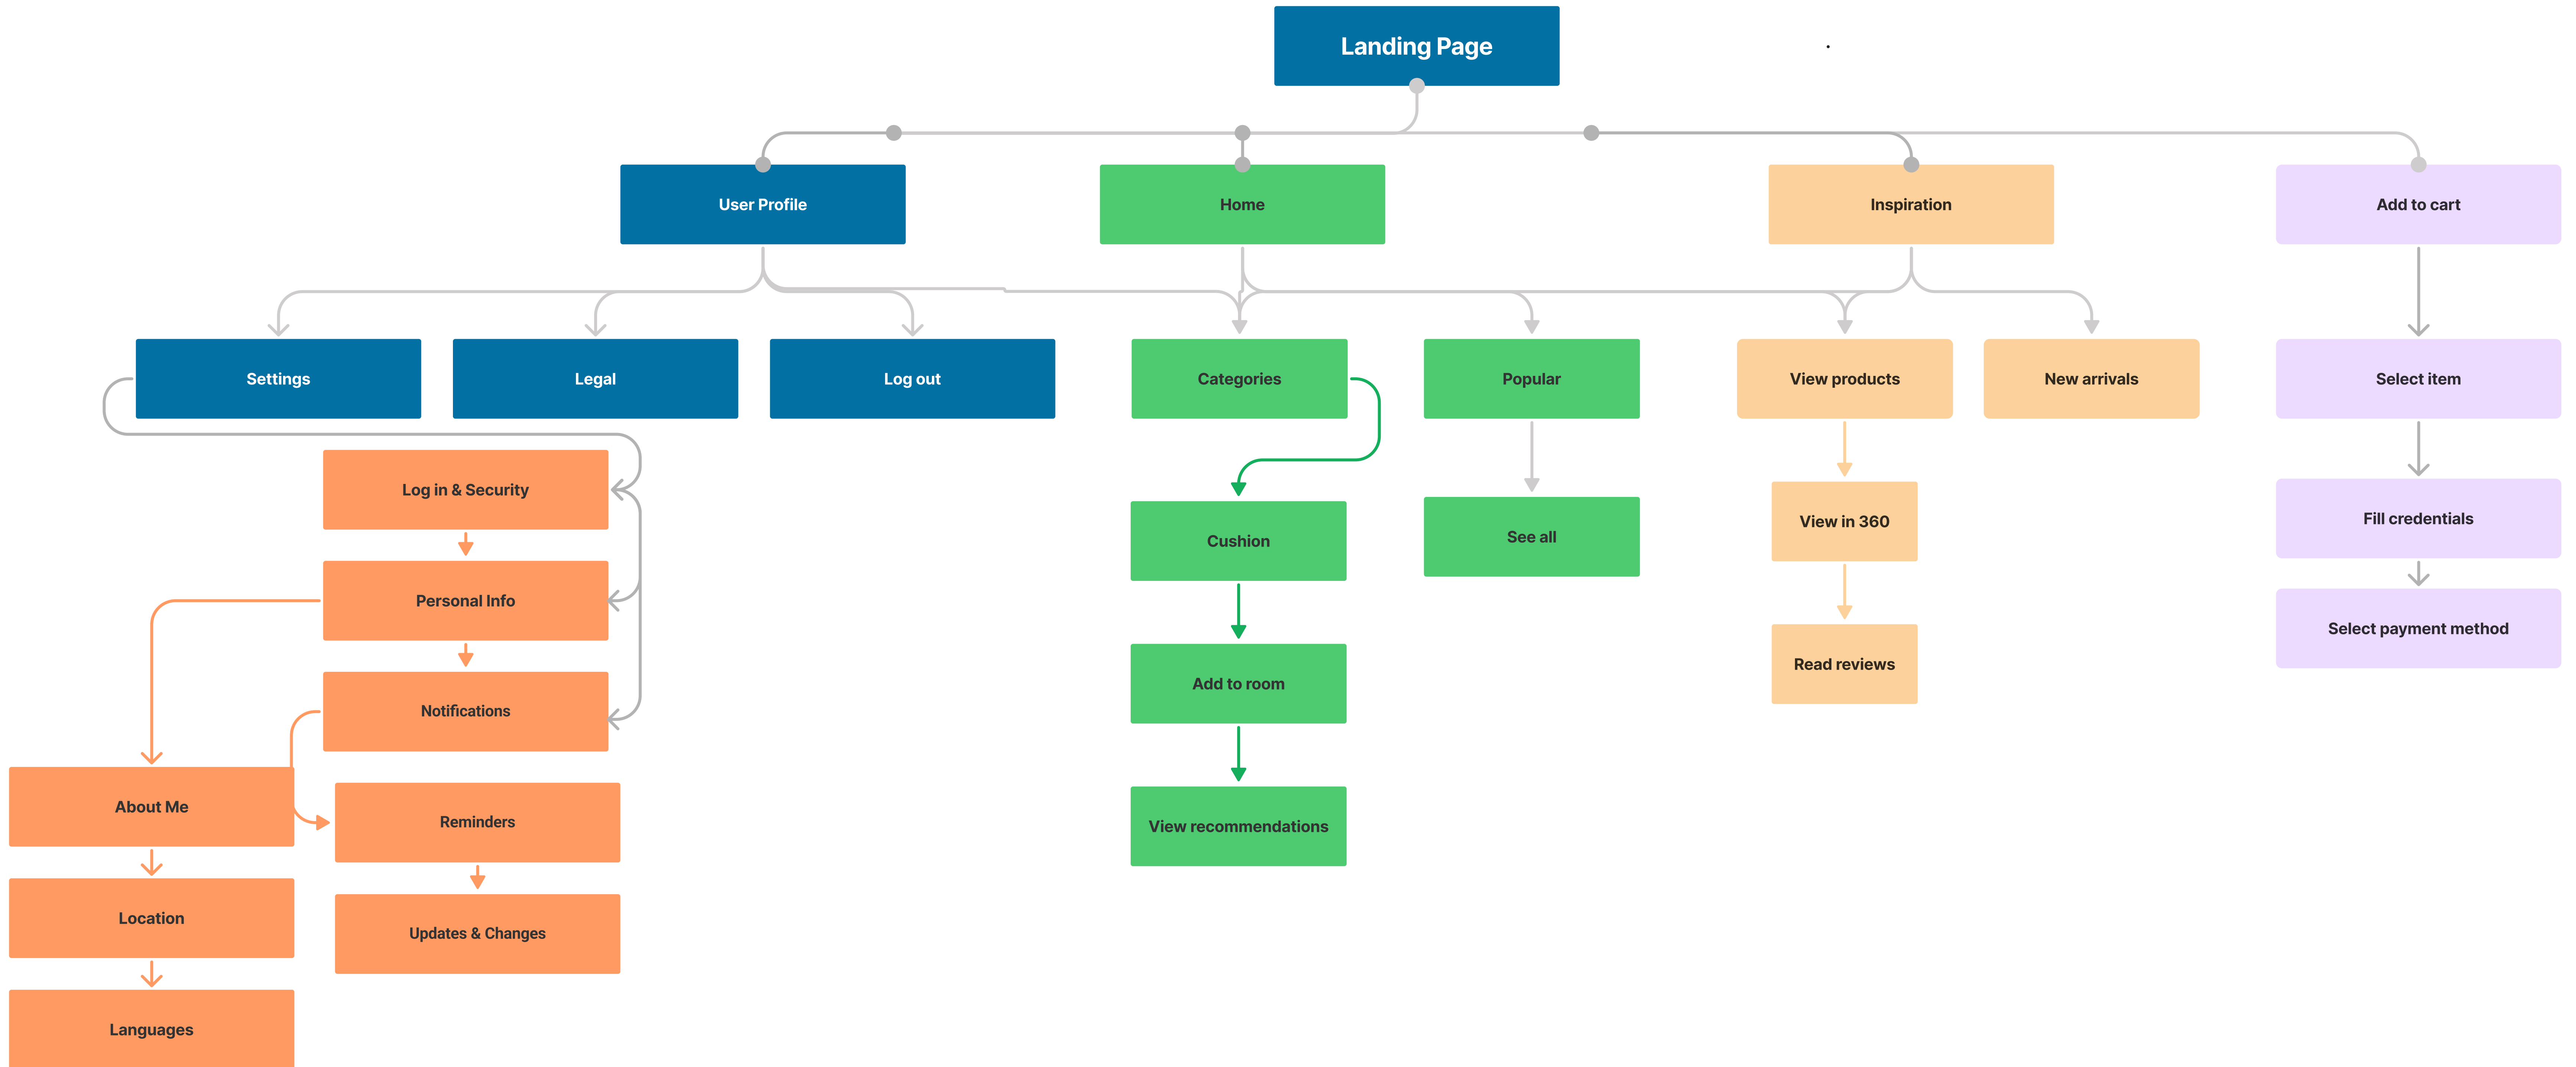 Landing Page
User Profile
Home
Inspiration
Add to cart
Settings
Legal
Log out
Categories
Popular
View products
New arrivals
Select item
Log in & Security
Cushion
See all
View in 360
Fill credentials
Personal Info
Add to room
Read reviews
Select payment method
Notifications
About Me
Reminders
View recommendations
Location
Updates & Changes
Languages